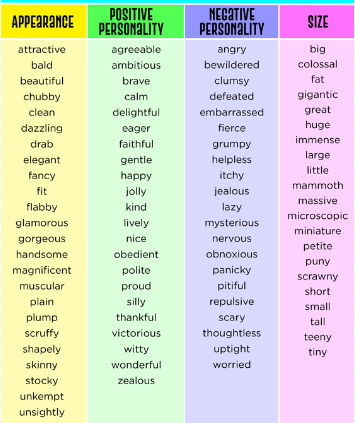 APPEARANCE
attractive
bald
beautiful
chubby
clean
dazzling
drab
elegant
fancy
fit
flabby
glamorous
gorgeous
handsome
magnificent
muscular
plain
plump
scruffy
shapely
skinny
stocky
unkempt
unsightly
POSITIVE
PERSONALITY
agreeable
ambitious
brave
calm
delightful
eager
faithful
gentle
happy
jolly
kind
lively
nice
obedient
polite
proud
silly
thankful
victorious
witty
wonderful
zealous
NEGATIVE
PERSONALITY
angry
bewildered
clumsy
defeated
embarrassed
fierce
grumpy
helpless
itchy
jealous
lazy
mysterious
nervous
obnoxious
panicky
pitiful
repulsive
scary
thoughtless
uptight
worried
SIZE
big
colossal
fat
gigantic
great
huge
immense
large
little
mammoth
massive
microscopic
miniature
petite
puny
scrawny
short
small
tall
teeny
tiny